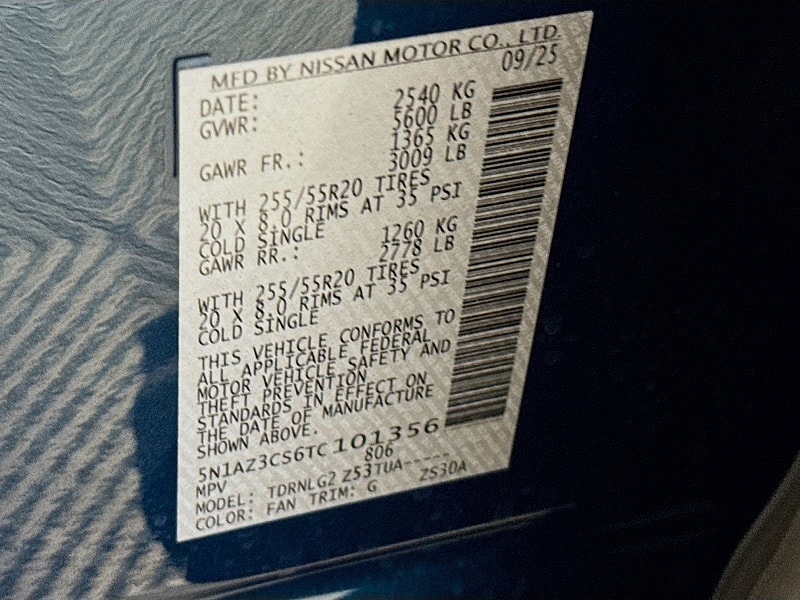 MFD BY NISSAN MOTOR CO., LTD.
DATE: 09/25
GVWR: 2540 KG
5600 LB
GAWR FR.: 1365 KG
3009 LB
WITH 255/55R20 TIRES
20 X 8.0 RIMS AT 35 PSI
COLD SINGLE
GAWR RR.: 1260 KG
2778 LB
WITH 255/55R20 TIRES
20 X 8.0 RIMS AT 35 PSI
COLD SINGLE
THIS VEHICLE CONFORMS TO
ALL APPLICABLE FEDERAL
MOTOR VEHICLE SAFETY AND
THEFT PREVENTION
STANDARDS IN EFFECT ON
THE DATE OF MANUFACTURE
SHOWN ABOVE.
5N1AZ3CS6TC101356
MPV 806
MODEL: TDRNLG2 Z53TUA-----
COLOR: FAN TRIM: G ZS30A